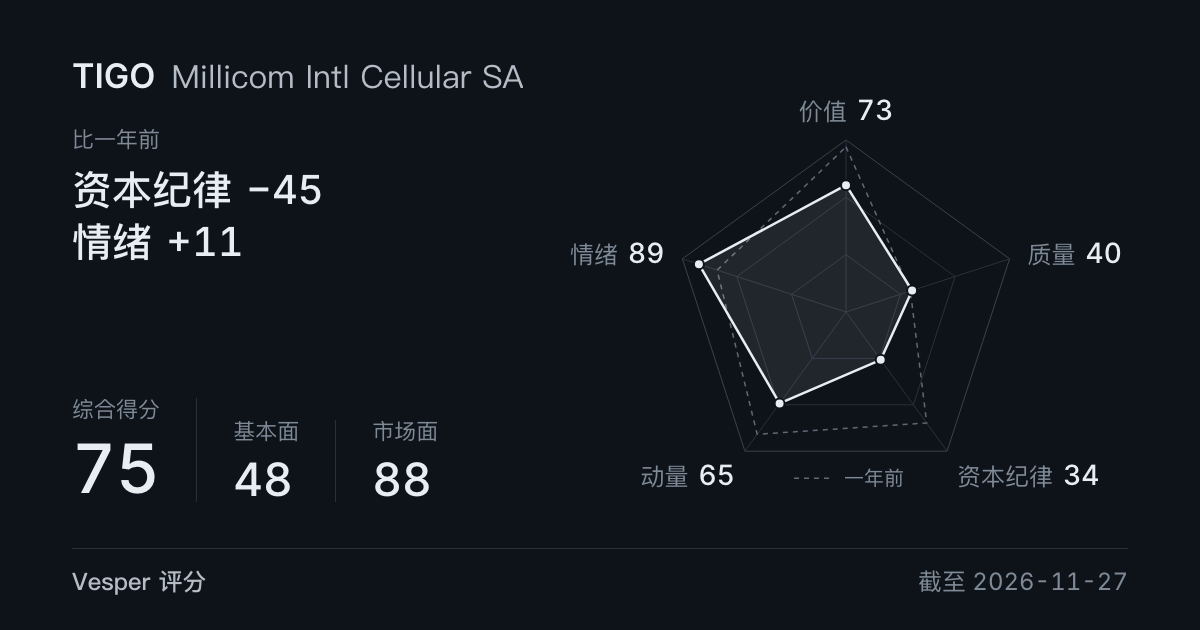 TIGO Millicom Intl Cellular SA
比一年前
资本纪律 −45
情绪 +11
综合得分
75
基本面
48
市场面
88
价值 73
情绪 89
质量 40
动量 65
一年前
资本纪律 34
Vesper 评分
截至 2026-11-27